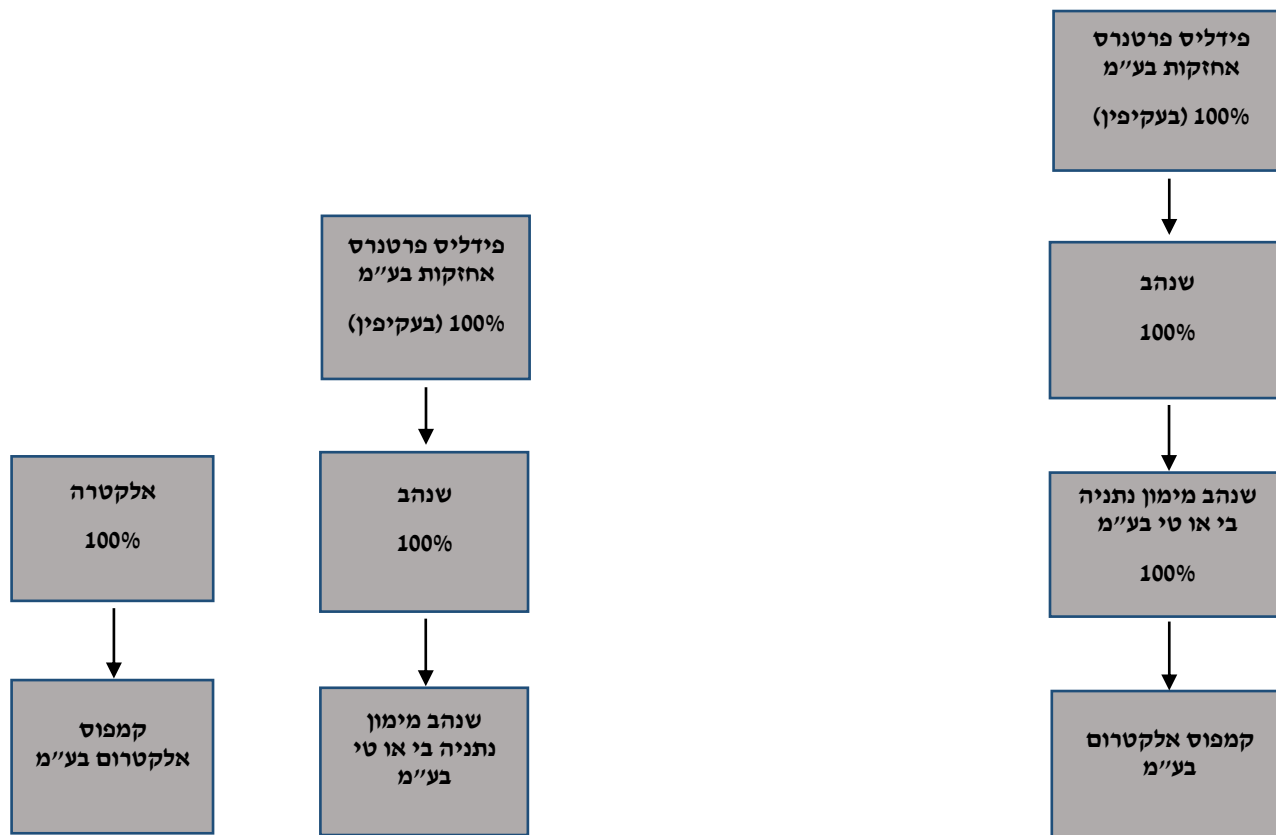 פידליס פרטנרס
אחזקות בע״מ
100% (בעקיפין)
שנהב
100%
שנהב מימון נתניה
בי או טי בע״מ
100%
קמפוס אלקטרום
בע״מ
פידליס פרטנרס
אחזקות בע״מ
100% (בעקיפין)
שנהב
100%
שנהב מימון
נתניה בי או טי
בע״מ
אלקטרה
100%
קמפוס
אלקטרום בע״מ